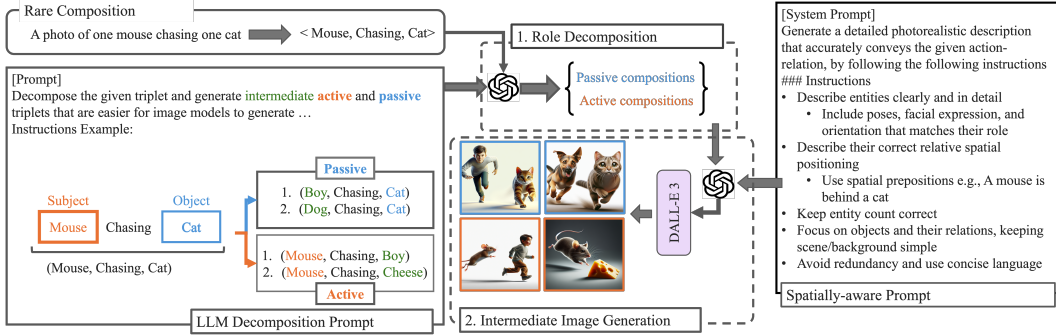 Rare Composition
A photo of one mouse chasing one cat
< Mouse, Chasing, Cat>
[Prompt]
Decompose the given triplet and generate intermediate active and passive
triplets that are easier for image models to generate …
Instructions Example:
Subject
Mouse
Chasing
Object
Cat
(Mouse, Chasing, Cat)
Passive
1. (Boy, Chasing, Cat)
2. (Dog, Chasing, Cat)
1. (Mouse, Chasing, Boy)
2. (Mouse, Chasing, Cheese)
Active
LLM Decomposition Prompt
1. Role Decomposition
Passive compositions
Active compositions
DALL-E 3
2. Intermediate Image Generation
[System Prompt]
Generate a detailed photorealistic description
that accurately conveys the given action-
relation, by following the following instructions
### Instructions
• Describe entities clearly and in detail
• Include poses, facial expression, and
orientation that matches their role
• Describe their correct relative spatial
positioning
• Use spatial prepositions e.g., A mouse is
behind a cat
• Keep entity count correct
• Focus on objects and their relations, keeping
scene/background simple
• Avoid redundancy and use concise language
Spatially-aware Prompt